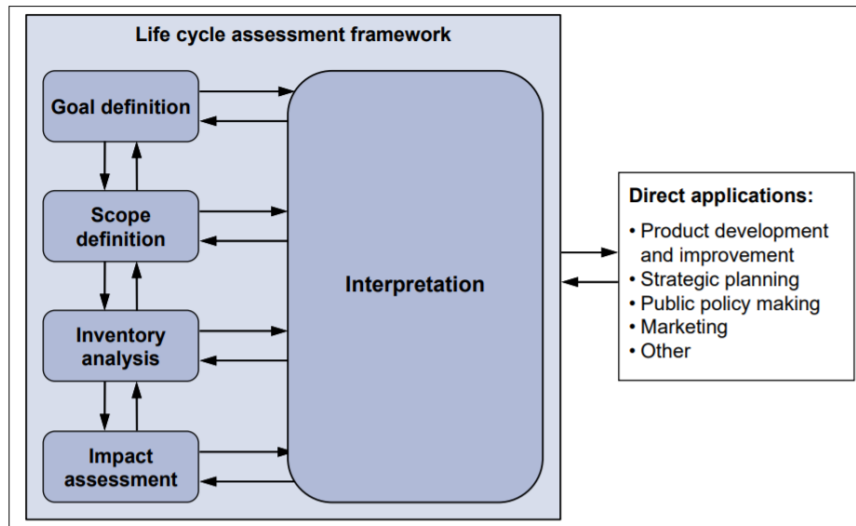 Life cycle assessment framework
Goal definition
Scope
definition
Inventory
analysis
Impact
assessment
Interpretation
Direct applications:
• Product development
and improvement
• Strategic planning
• Public policy making
• Marketing
• Other